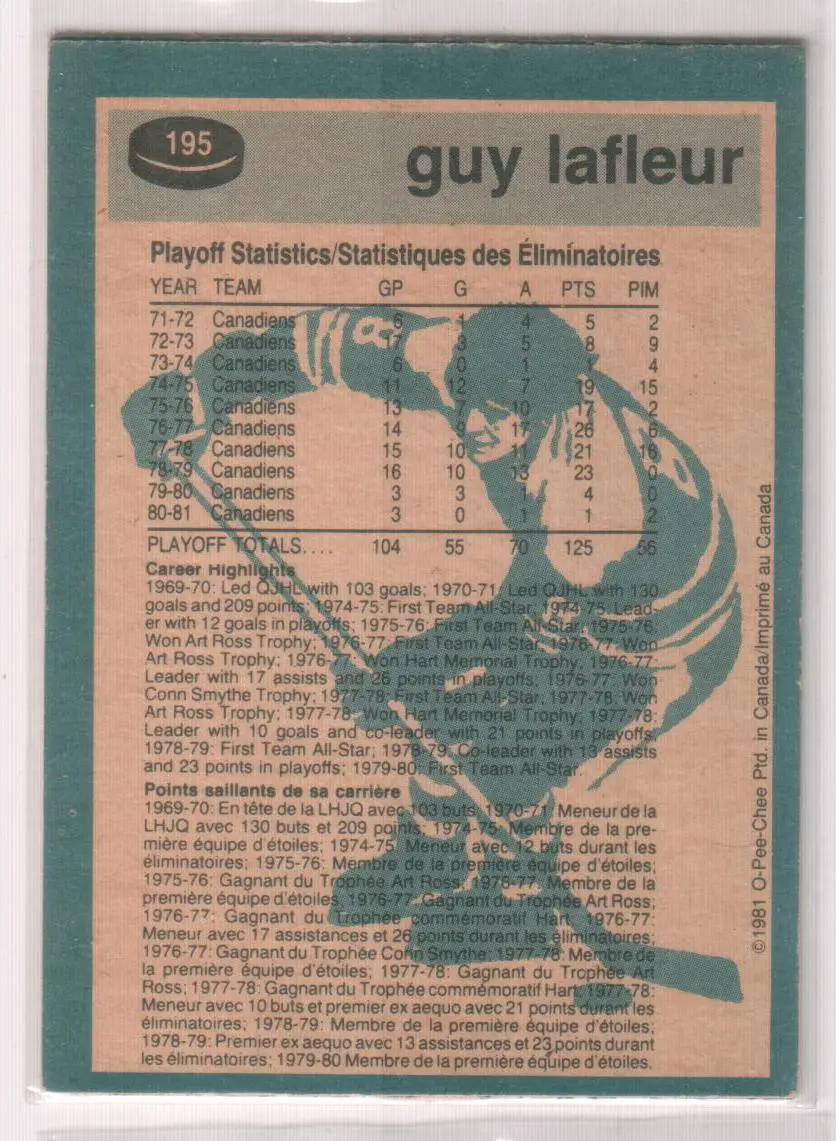 195
guy lafleur
Playoff Statistics/Statistiques des Éliminatoires
YEAR TEAM GP G A PTS PIM
71-72 Canadiens 6 1 4 5 2
72-73 Canadiens 17 3 5 8 9
73-74 Canadiens 6 0 1 1 4
74-75 Canadiens 11 12 7 19 15
75-76 Canadiens 13 7 10 17 2
76-77 Canadiens 14 9 17 26 6
77-78 Canadiens 15 10 11 21 16
78-79 Canadiens 16 10 13 23 0
79-80 Canadiens 3 3 1 4 0
80-81 Canadiens 3 0 1 1 2
PLAYOFF TOTALS.... 104 55 70 125 56
Career Highlights
1969-70: Led QJHL with 103 goals; 1970-71: Led QJHL with 130
goals and 209 points; 1974-75: First Team All-Star; 1974-75: Lead-
er with 12 goals in playoffs; 1975-76: First Team All-Star; 1975-76:
Won Art Ross Trophy; 1976-77: First Team All-Star; 1976-77: Won
Art Ross Trophy; 1976-77: Won Hart Memorial Trophy; 1976-77:
Leader with 17 assists and 26 points in playoffs; 1976-77: Won
Conn Smythe Trophy; 1977-78: First Team All-Star; 1977-78: Won
Art Ross Trophy; 1977-78: Won Hart Memorial Trophy; 1977-78:
Leader with 10 goals and co-leader with 21 points in playoffs;
1978-79: First Team All-Star; 1978-79: Co-leader with 13 assists
and 23 points in playoffs; 1979-80: First Team All-Star.
Points saillants de sa carrière
1969-70: En tête de la LHJQ avec 103 buts; 1970-71: Meneur de la
LHJQ avec 130 buts et 209 points; 1974-75: Membre de la pre-
mière équipe d'étoiles; 1974-75: Meneur avec 12 buts durant les
éliminatoires; 1975-76: Membre de la première équipe d'étoiles;
1975-76: Gagnant du Trophée Art Ross; 1976-77: Membre de la
première équipe d'étoiles; 1976-77: Gagnant du Trophée Art Ross;
1976-77: Gagnant du Trophée commémoratif Hart; 1976-77:
Meneur avec 17 assistances et 26 points durant les éliminatoires;
1976-77: Gagnant du Trophée Conn Smythe; 1977-78: Membre de
la première équipe d'étoiles; 1977-78: Gagnant du Trophée Art
Ross; 1977-78: Gagnant du Trophée commémoratif Hart; 1977-78:
Meneur avec 10 buts et premier ex aequo avec 21 points durant les
éliminatoires; 1978-79: Membre de la première équipe d'étoiles;
1978-79: Premier ex aequo avec 13 assistances et 23 points durant
les éliminatoires; 1979-80 Membre de la première équipe d'étoiles.
©1981 O-Pee-Chee Ptd. in Canada/Imprimé au Canada